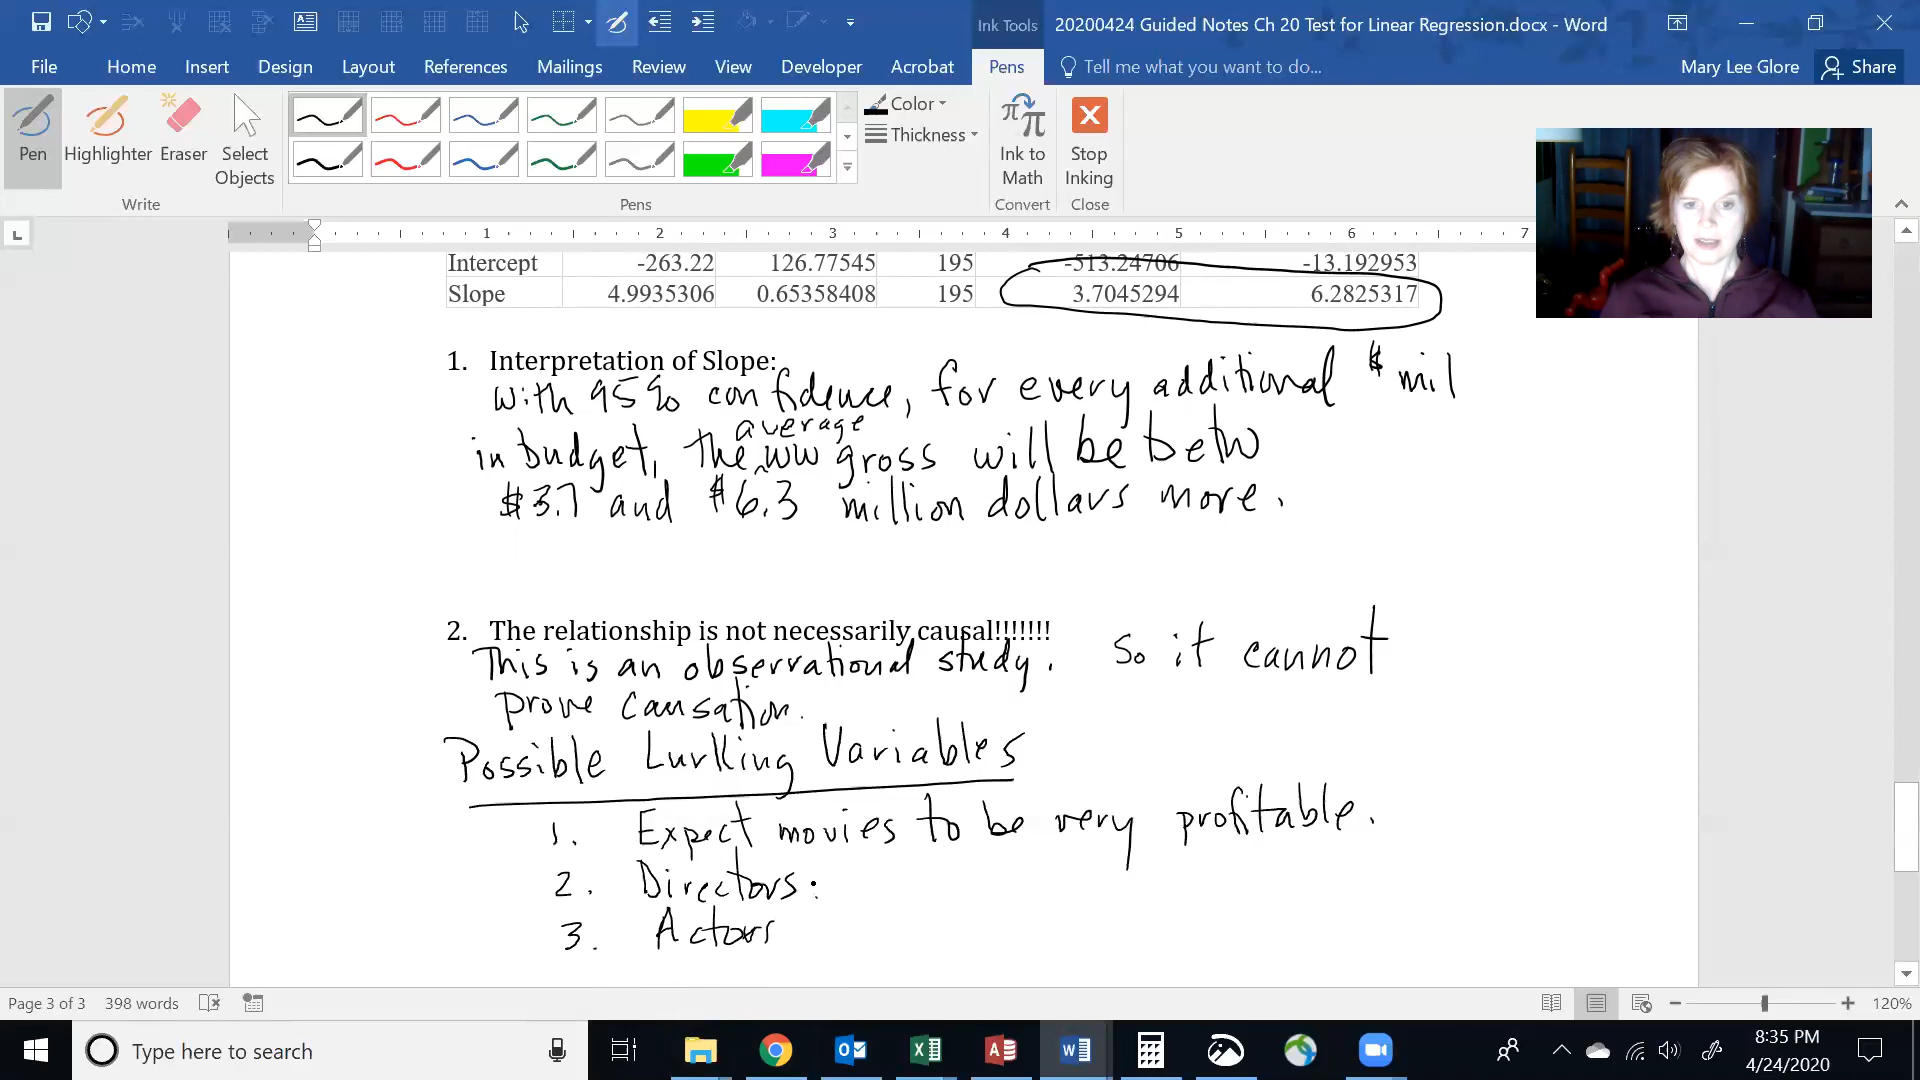 Ink Tools
20200424 Guided Notes Ch 20 Test for Linear Regression.docx - Word
File Home Insert Design Layout References Mailings Review View Developer Acrobat Pens Tell me what you want to do... Mary Lee Glore Share
Pen Highlighter Eraser Select Objects
Color
Thickness
Ink to Math
Stop Inking
Write Pens Convert Close
L
1 2 3 4 5 6 7
Intercept -263.22 126.77545 195 -513.24706 -13.192953
Slope 4.9935306 0.65358408 195 3.7045294 6.2825317
1. Interpretation of Slope:
With 95% confidence, for every additional $ mil
in budget, the average WW gross will be betw
$3.7 and $6.3 million dollars more.
2. The relationship is not necessarily causal!!!!!!!
This is an observational study. So it cannot
prove causation.
Possible Lurking Variables
1. Expect movies to be very profitable.
2. Directors:
3. Actors
Page 3 of 3 398 words 120%
Type here to search
8:35 PM
4/24/2020